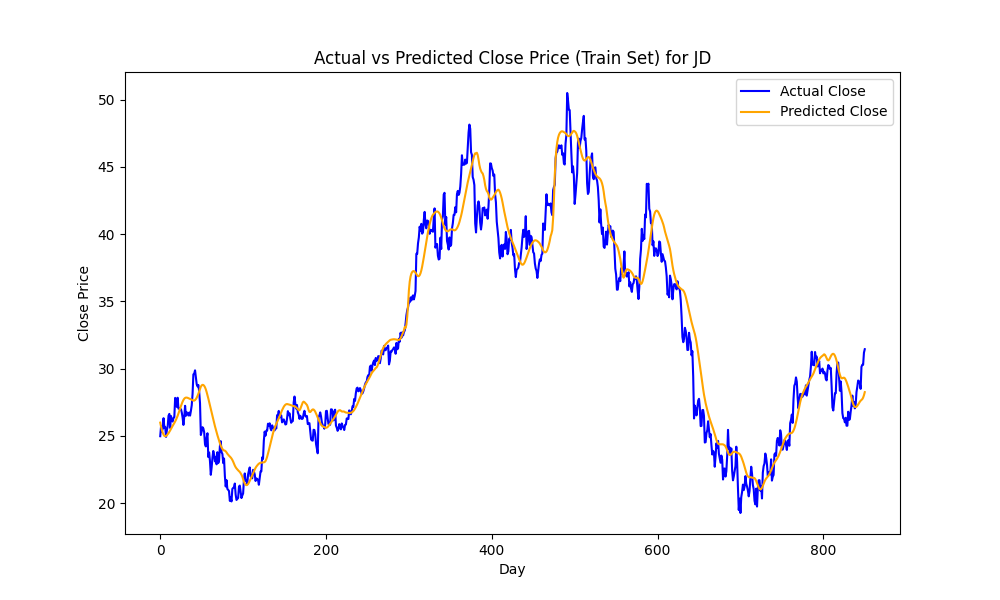 Actual vs Predicted Close Price (Train Set) for JD
Actual Close
Predicted Close
Close Price
50
45
40
35
30
25
20
0 200 400 600 800
Day